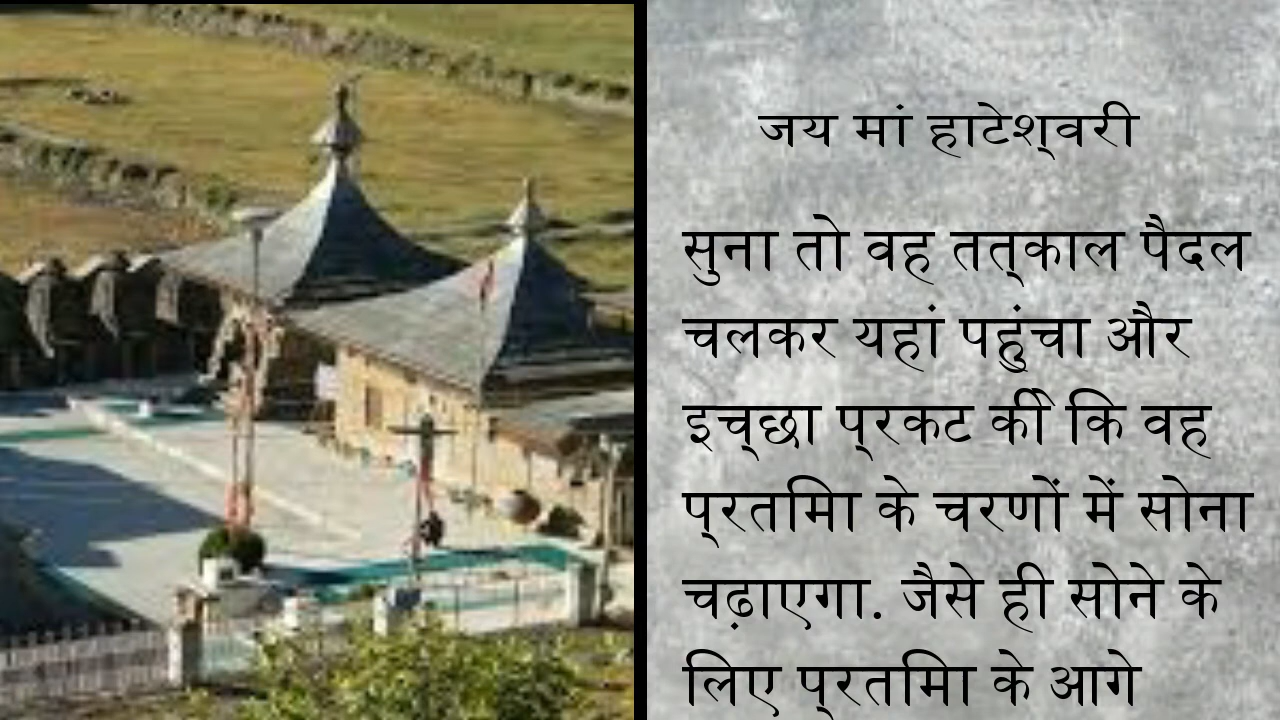 जय मां हाटेश्वरी
सुना तो वह तत्काल पैदल
चलकर यहां पहुंचा और
इच्छा प्रकट की कि वह
प्रतिमा के चरणों में सोना
चढ़ाएगा. जैसे ही सोने के
लिए प्रतिमा के आगे